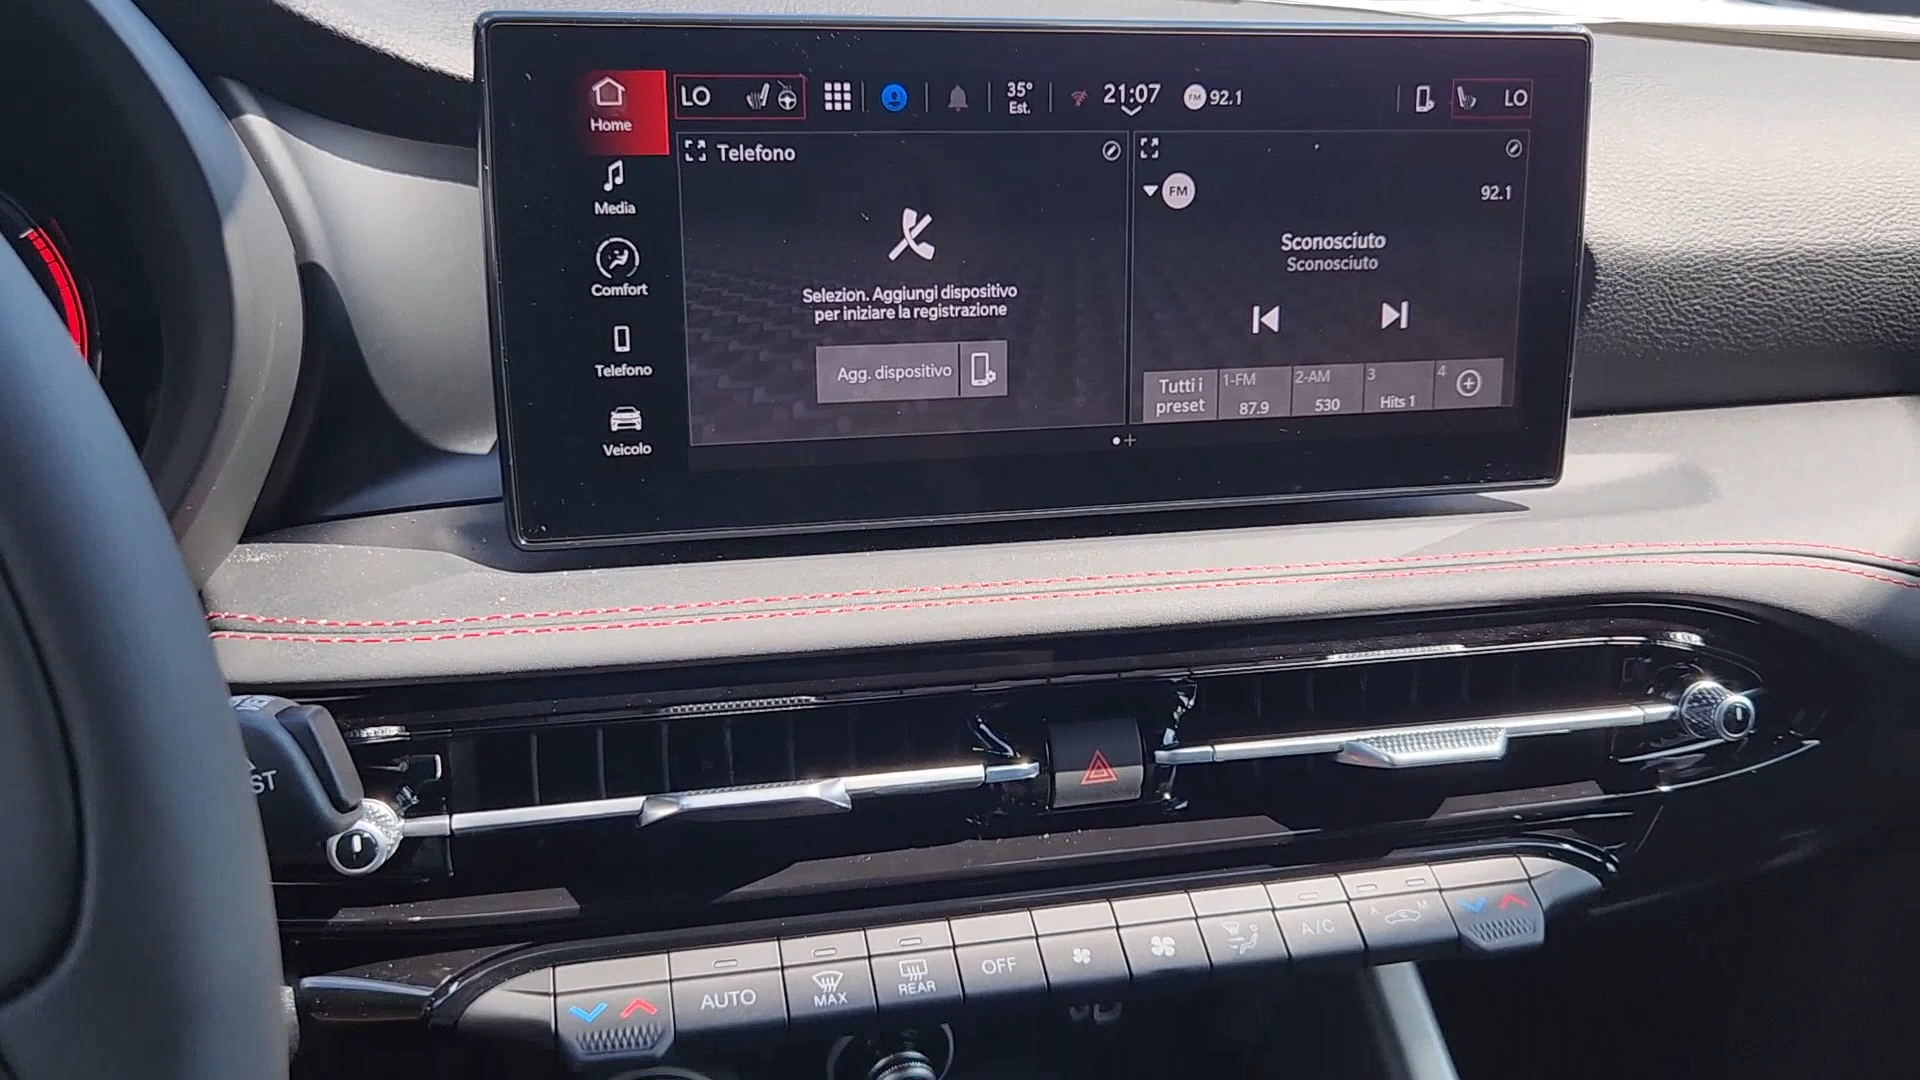 Home
LO
35°
Est.
21:07
FM
92.1
LO
Media
Comfort
Telefono
Veicolo
Telefono
Selezion. Aggiungi dispositivo
per iniziare la registrazione
Agg. dispositivo
FM
92.1
Sconosciuto
Sconosciuto
Tutti i
preset
1-FM
87.9
2-AM
530
3
Hits 1
4
ST
AUTO
MAX
REAR
OFF
A/C
A
M